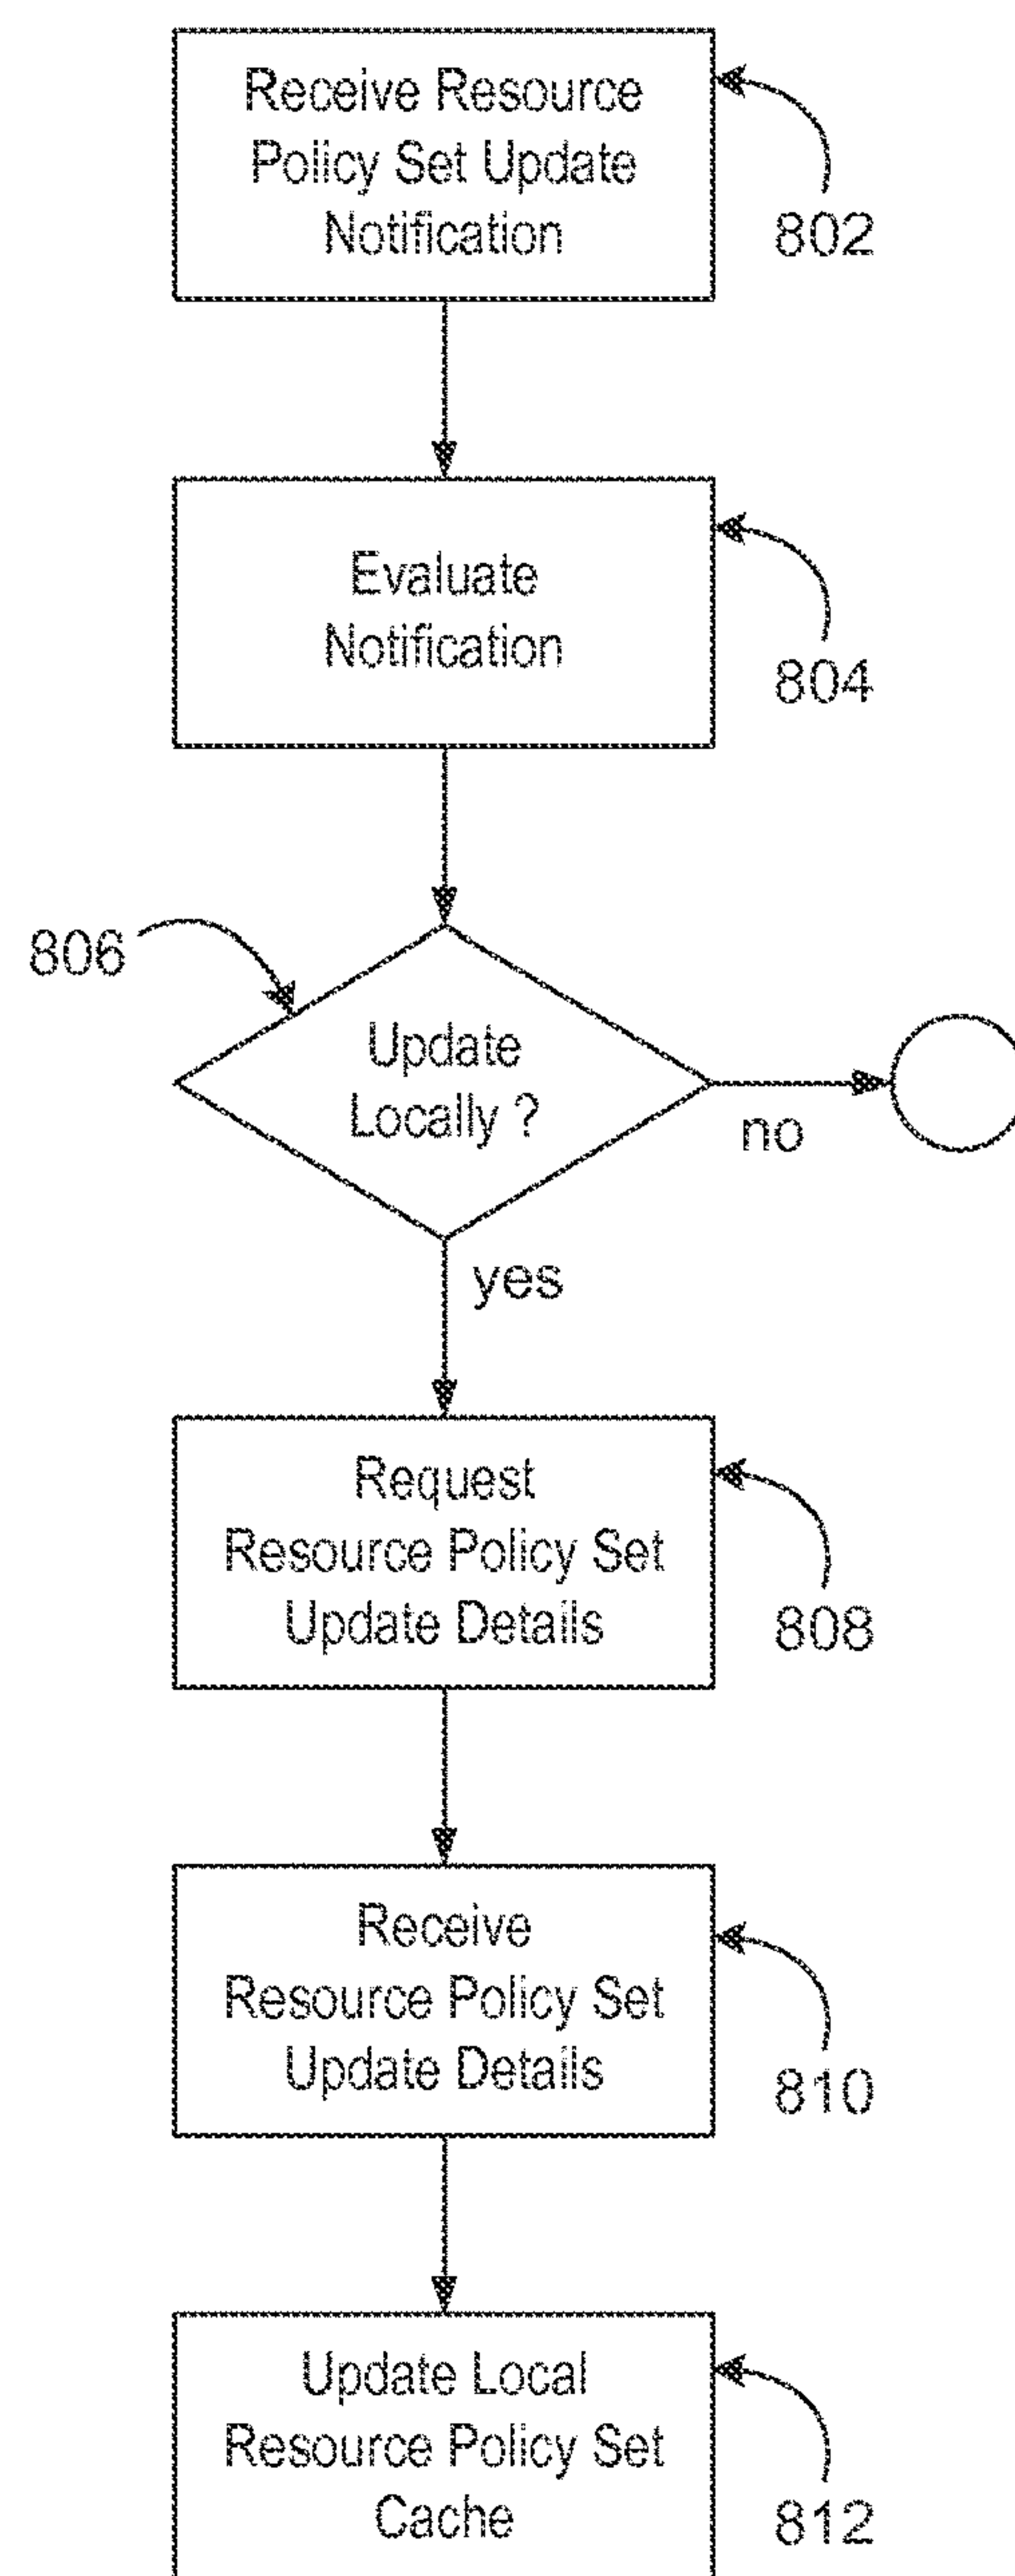 Receive Resource
Policy Set Update
Notification
802
Evaluate
Notification
804
806
Update
Locally ?
no
yes
Request
Resource Policy Set
Update Details
808
Receive
Resource Policy Set
Update Details
810
Update Local
Resource Policy Set
Cache
812